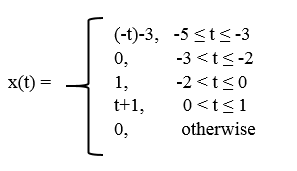 (-t)-3, -5 ≤ t ≤ -3
0, -3 < t ≤ -2
x(t) = 1, -2 < t ≤ 0
t+1, 0 < t ≤ 1
0, otherwise